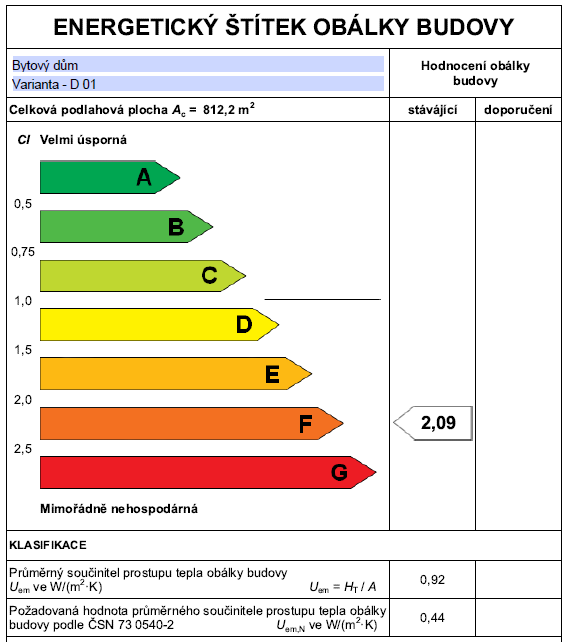 ENERGETICKÝ ŠTÍTEK OBÁLKY BUDOVY
Bytový dům
Varianta - D 01
Hodnocení obálky
budovy
Celková podlahová plocha Ac = 812,2 m²
stávající
doporučení
CI Velmi úsporná
A
0,5
B
0,75
C
1,0
D
1,5
E
2,0
F
2,09
2,5
G
Mimořádně nehospodárná
KLASIFIKACE
Průměrný součinitel prostupu tepla obálky budovy
Uem ve W/(m²·K) Uem = HT / A
0,92
Požadovaná hodnota průměrného součinitele prostupu tepla obálky
budovy podle ČSN 73 0540-2 Uem,N ve W/(m²·K)
0,44